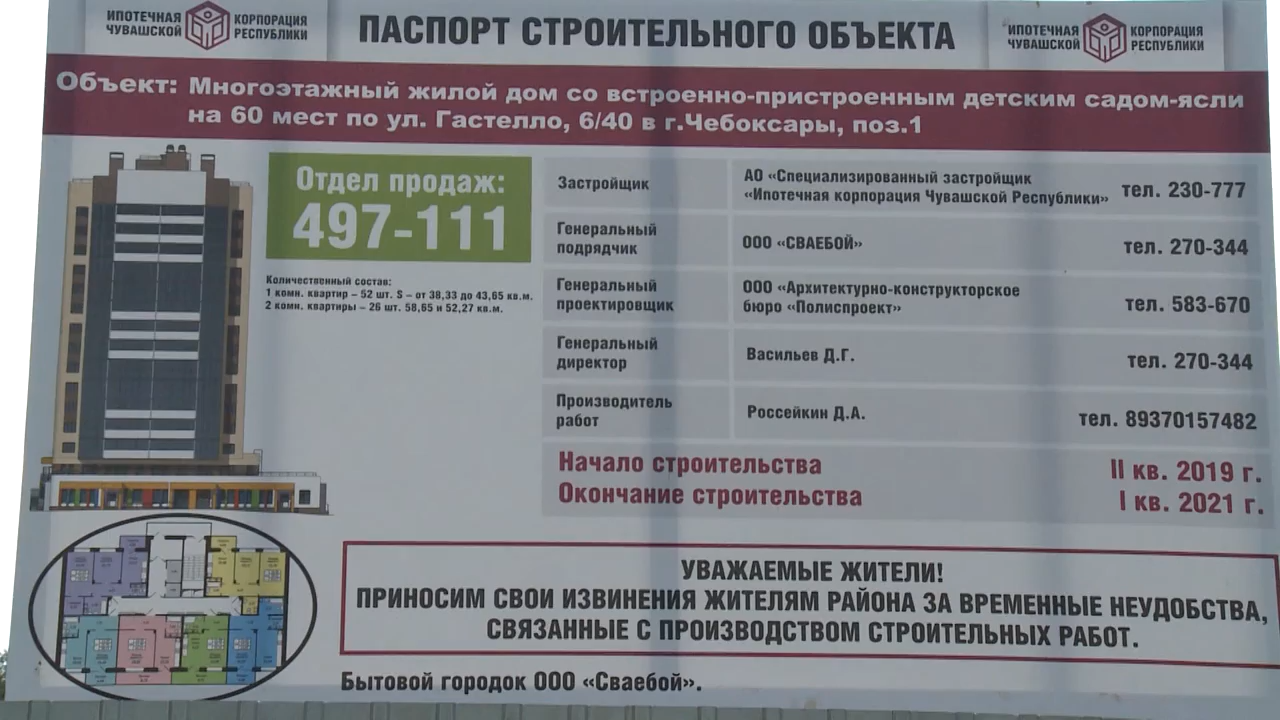 ИПОТЕЧНАЯ КОРПОРАЦИЯ
ЧУВАШСКОЙ РЕСПУБЛИКИ
ПАСПОРТ СТРОИТЕЛЬНОГО ОБЪЕКТА
ИПОТЕЧНАЯ КОРПОРАЦИЯ
ЧУВАШСКОЙ РЕСПУБЛИКИ
Объект: Многоэтажный жилой дом со встроенно-пристроенным детским садом-ясли
на 60 мест по ул. Гастелло, 6/40 в г.Чебоксары, поз.1
Отдел продаж:
497-111
Количественный состав:
1 комн. квартир – 52 шт. S – от 38,33 до 43,65 кв.м.
2 комн. квартиры – 26 шт. 58,65 и 52,27 кв.м.
Застройщик
АО «Специализированный застройщик
«Ипотечная корпорация Чувашской Республики»
тел. 230-777
Генеральный
подрядчик
ООО «СВАЕБОЙ»
тел. 270-344
Генеральный
проектировщик
ООО «Архитектурно-конструкторское
бюро «Полиспроект»
тел. 583-670
Генеральный
директор
Васильев Д.Г.
тел. 270-344
Производитель
работ
Россейкин Д.А.
тел. 89370157482
Начало строительства II кв. 2019 г.
Окончание строительства I кв. 2021 г.
УВАЖАЕМЫЕ ЖИТЕЛИ!
ПРИНОСИМ СВОИ ИЗВИНЕНИЯ ЖИТЕЛЯМ РАЙОНА ЗА ВРЕМЕННЫЕ НЕУДОБСТВА,
СВЯЗАННЫЕ С ПРОИЗВОДСТВОМ СТРОИТЕЛЬНЫХ РАБОТ.
Бытовой городок ООО «Сваебой».